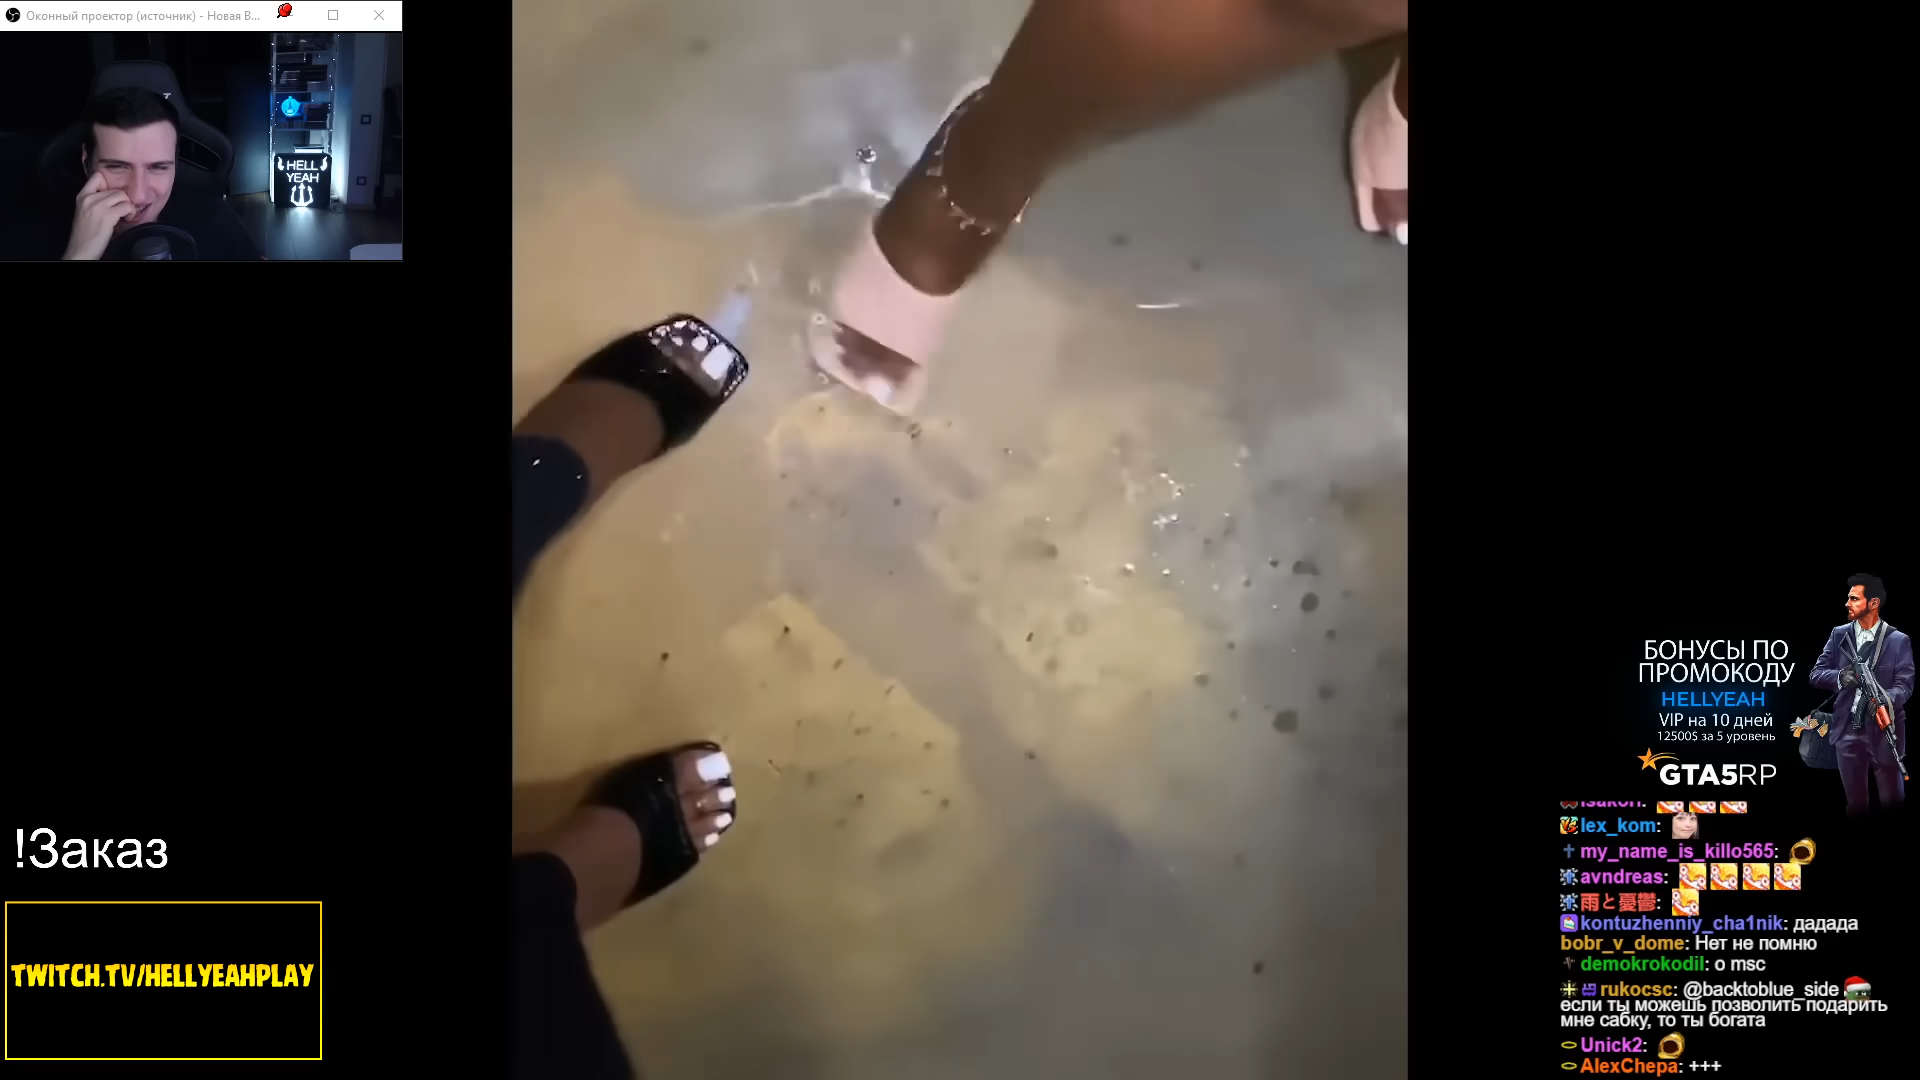 Оконный проектор (источник) - Новая В...
HELL
YEAH
!Заказ
TWITCH.TV/HELLYEAHPLAY
БОНУСЫ ПО
ПРОМОКОДУ
HELLYEAH
VIP на 10 дней
12500$ за 5 уровень
GTA5RP
lex_kom:
my_name_is_killo565:
avndreas:
雨と憂鬱:
kontuzhenniy_cha1nik: дадада
bobr_v_dome: Нет не помню
demokrokodil: о msc
rukocsc: @backtoblue_side
если ты можешь позволить подарить
мне сабку, то ты богата
Unick2:
AlexChepa: +++